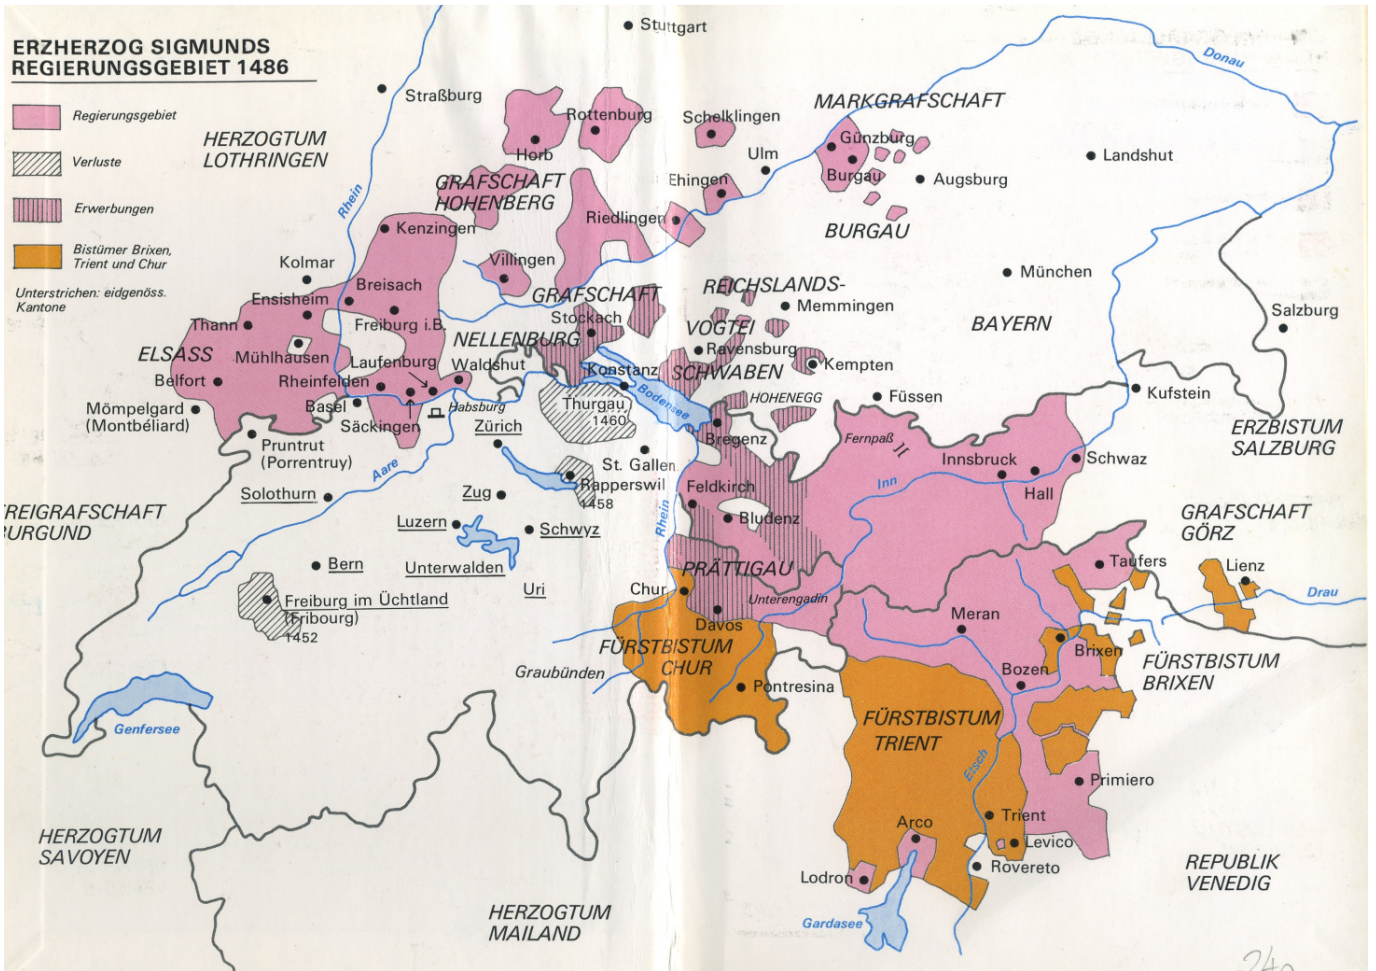 ERZHERZOG SIGMUNDS
REGIERUNGSGEBIET 1486
Regierungsgebiet
Verluste
Erwerbungen
Bistümer Brixen,
Trient und Chur
Unterstrichen: eidgenöss.
Kantone
Stuttgart
Straßburg
HERZOGTUM
LOTHRINGEN
Rhein
Donau
Horb
Rottenburg
Schelklingen
MARKGRAFSCHAFT
Günzburg
Burgau
Augsburg
BURGAU
Landshut
Ulm
Ehingen
Riedlingen
GRAFSCHAFT
HOHENBERG
Kenzingen
Villingen
Kolmar
Ensisheim
Breisach
Thann
Freiburg i.B.
ELSASS
Mühlhausen
Laufenburg
Waldshut
Belfort
Rheinfelden
Mömpelgard
(Montbéliard)
Basel
Säckingen
Habsburg
Pruntrut
(Porrentruy)
GRAFSCHAFT
NELLENBURG
Stockach
Konstanz
Bodensee
Thurgau
1460
REICHSLANDS-
VOGTEI
SCHWABEN
Memmingen
Ravensburg
Kempten
HOHENEGG
München
BAYERN
Salzburg
Füssen
Kufstein
ERZBISTUM
SALZBURG
Bregenz
Fernpaß
Innsbruck
Hall
Schwaz
Inn
Zürich
St. Gallen
Rapperswil
1458
Aare
Solothurn
Zug
Luzern
Schwyz
Unterwalden
Uri
Bern
Freiburg im Üchtland
(Fribourg)
1452
FREIGRAFSCHAFT
BURGUND
Rhein
Feldkirch
Bludenz
PRÄTTIGAU
Unterengadin
Chur
Davos
FÜRSTBISTUM
CHUR
Graubünden
Pontresina
GRAFSCHAFT
GÖRZ
Taufers
Lienz
Drau
Meran
Brixen
Bozen
FÜRSTBISTUM
BRIXEN
FÜRSTBISTUM
TRIENT
Etsch
Primiero
Trient
Levico
Arco
Rovereto
Lodron
Gardasee
REPUBLIK
VENEDIG
Genfersee
HERZOGTUM
SAVOYEN
HERZOGTUM
MAILAND